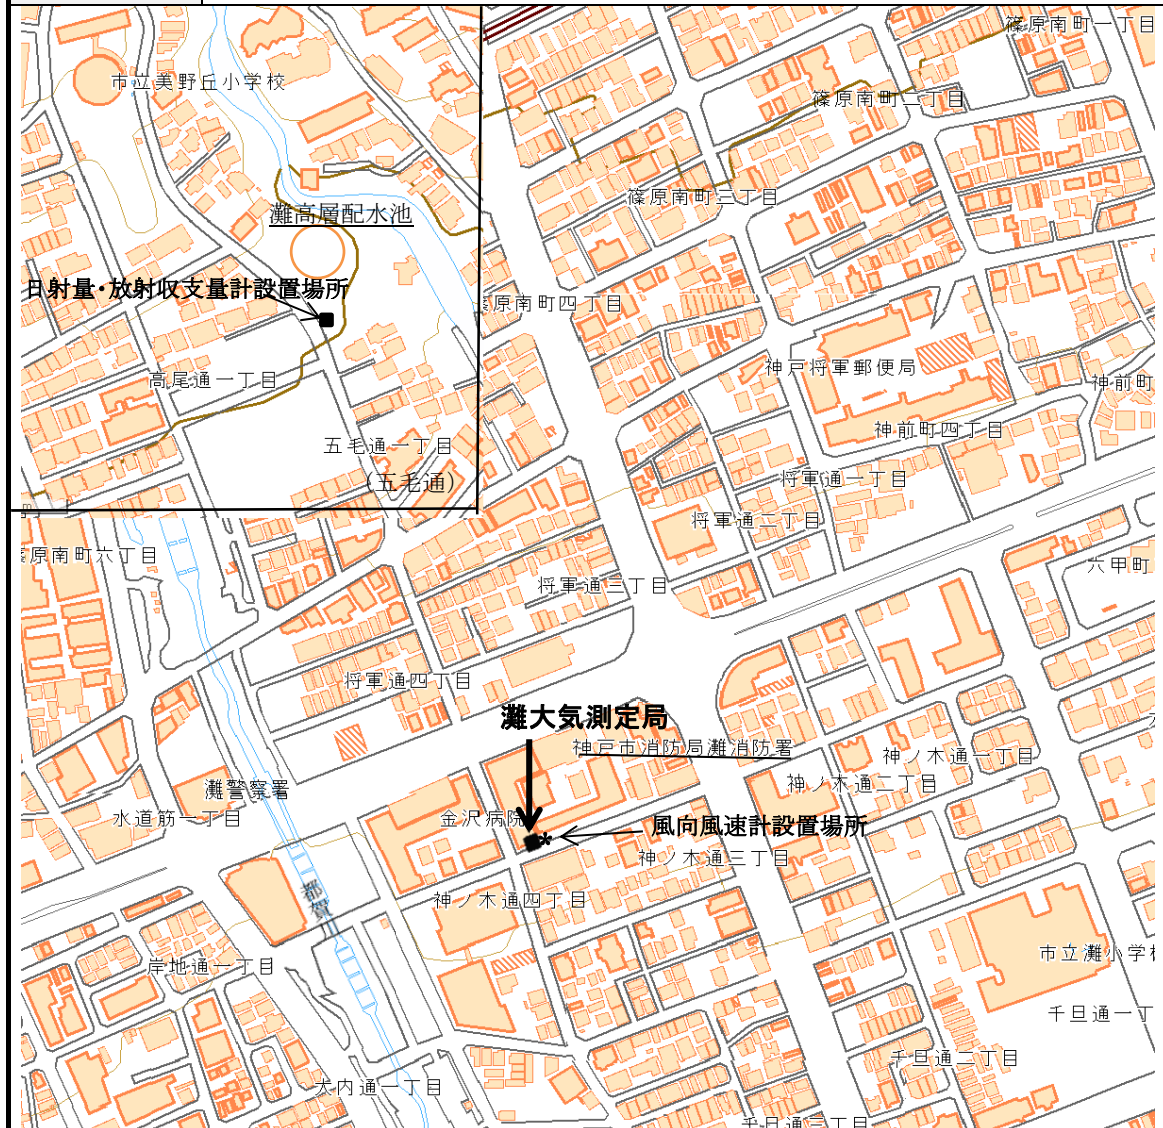 篠原南町一丁目
市立美野丘小学校
篠原南町二丁目
篠原南町三丁目
灘高層配水池
日射量・放射収支量計設置場所
篠原南町四丁目
神戸将軍郵便局
高尾通一丁目
神前町
神前町四丁目
五毛通一丁目
(五毛通)
将軍通一丁目
将軍通二丁目
篠原南町六丁目
六甲町
将軍通三丁目
将軍通四丁目
灘大気測定局
神戸市消防局灘消防署
神ノ木通一丁目
神ノ木通二丁目
灘警察署
水道筋一丁目
金沢病院
風向風速計設置場所
神ノ木通三丁目
都賀川
神ノ木通四丁目
岸地通一丁目
市立灘小学校
千旦通一丁
千旦通二丁目
大内通一丁目
千旦通三丁目